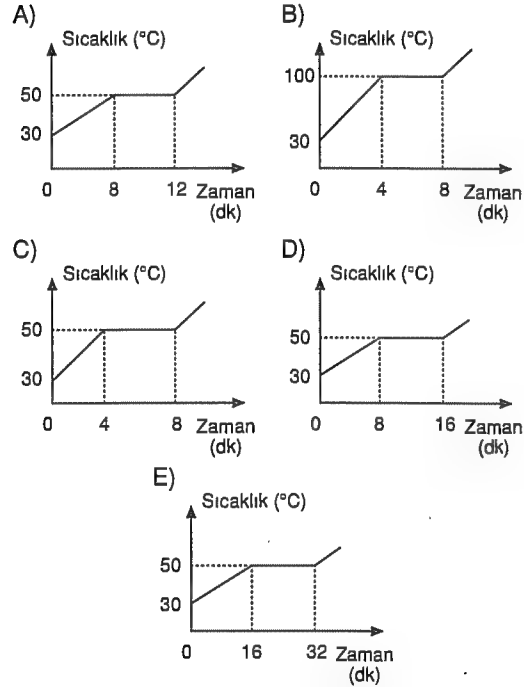 A)
Sıcaklık (°C)
50
30
0 8 12 Zaman
(dk)
B)
Sıcaklık (°C)
100
30
0 4 8 Zaman
(dk)
C)
Sıcaklık (°C)
50
30
0 4 8 Zaman
(dk)
D)
Sıcaklık (°C)
50
30
0 8 16 Zaman
(dk)
E)
Sıcaklık (°C)
50
30
0 16 32 Zaman
(dk)